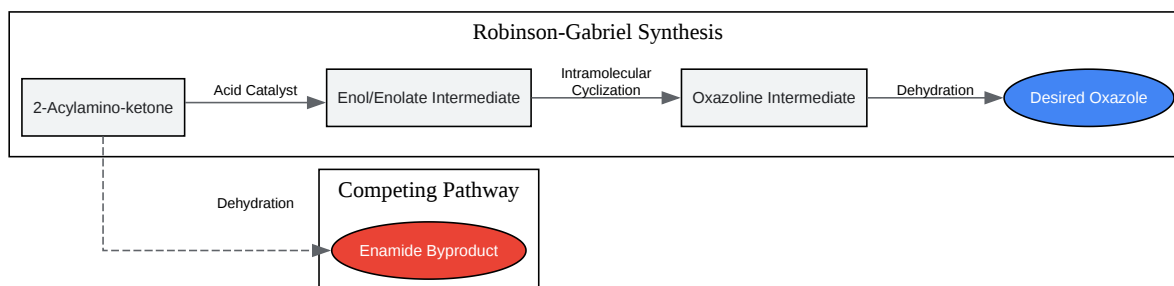 Robinson-Gabriel Synthesis
2-Acylamino-ketone
Acid Catalyst
Enol/Enolate Intermediate
Intramolecular
Cyclization
Oxazoline Intermediate
Dehydration
Desired Oxazole
Dehydration
Competing Pathway
Enamide Byproduct